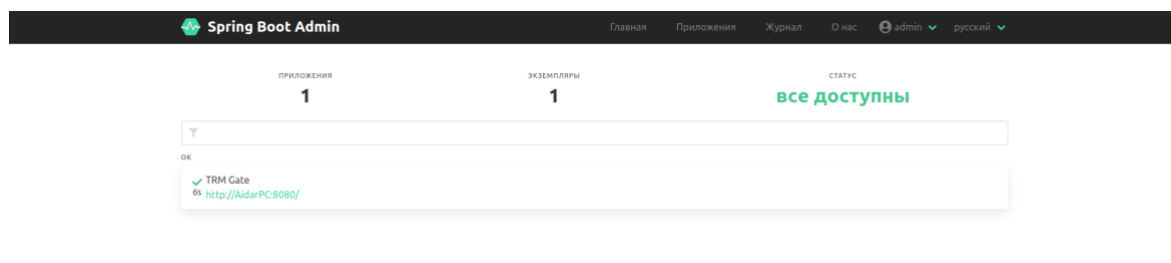 Spring Boot Admin Главная Приложения Журнал О нас admin русский
ПРИЛОЖЕНИЯ ЭКЗЕМПЛЯРЫ СТАТУС
1 1 все доступны
ОК
TRM Gate
6s http://AidarPC:8080/